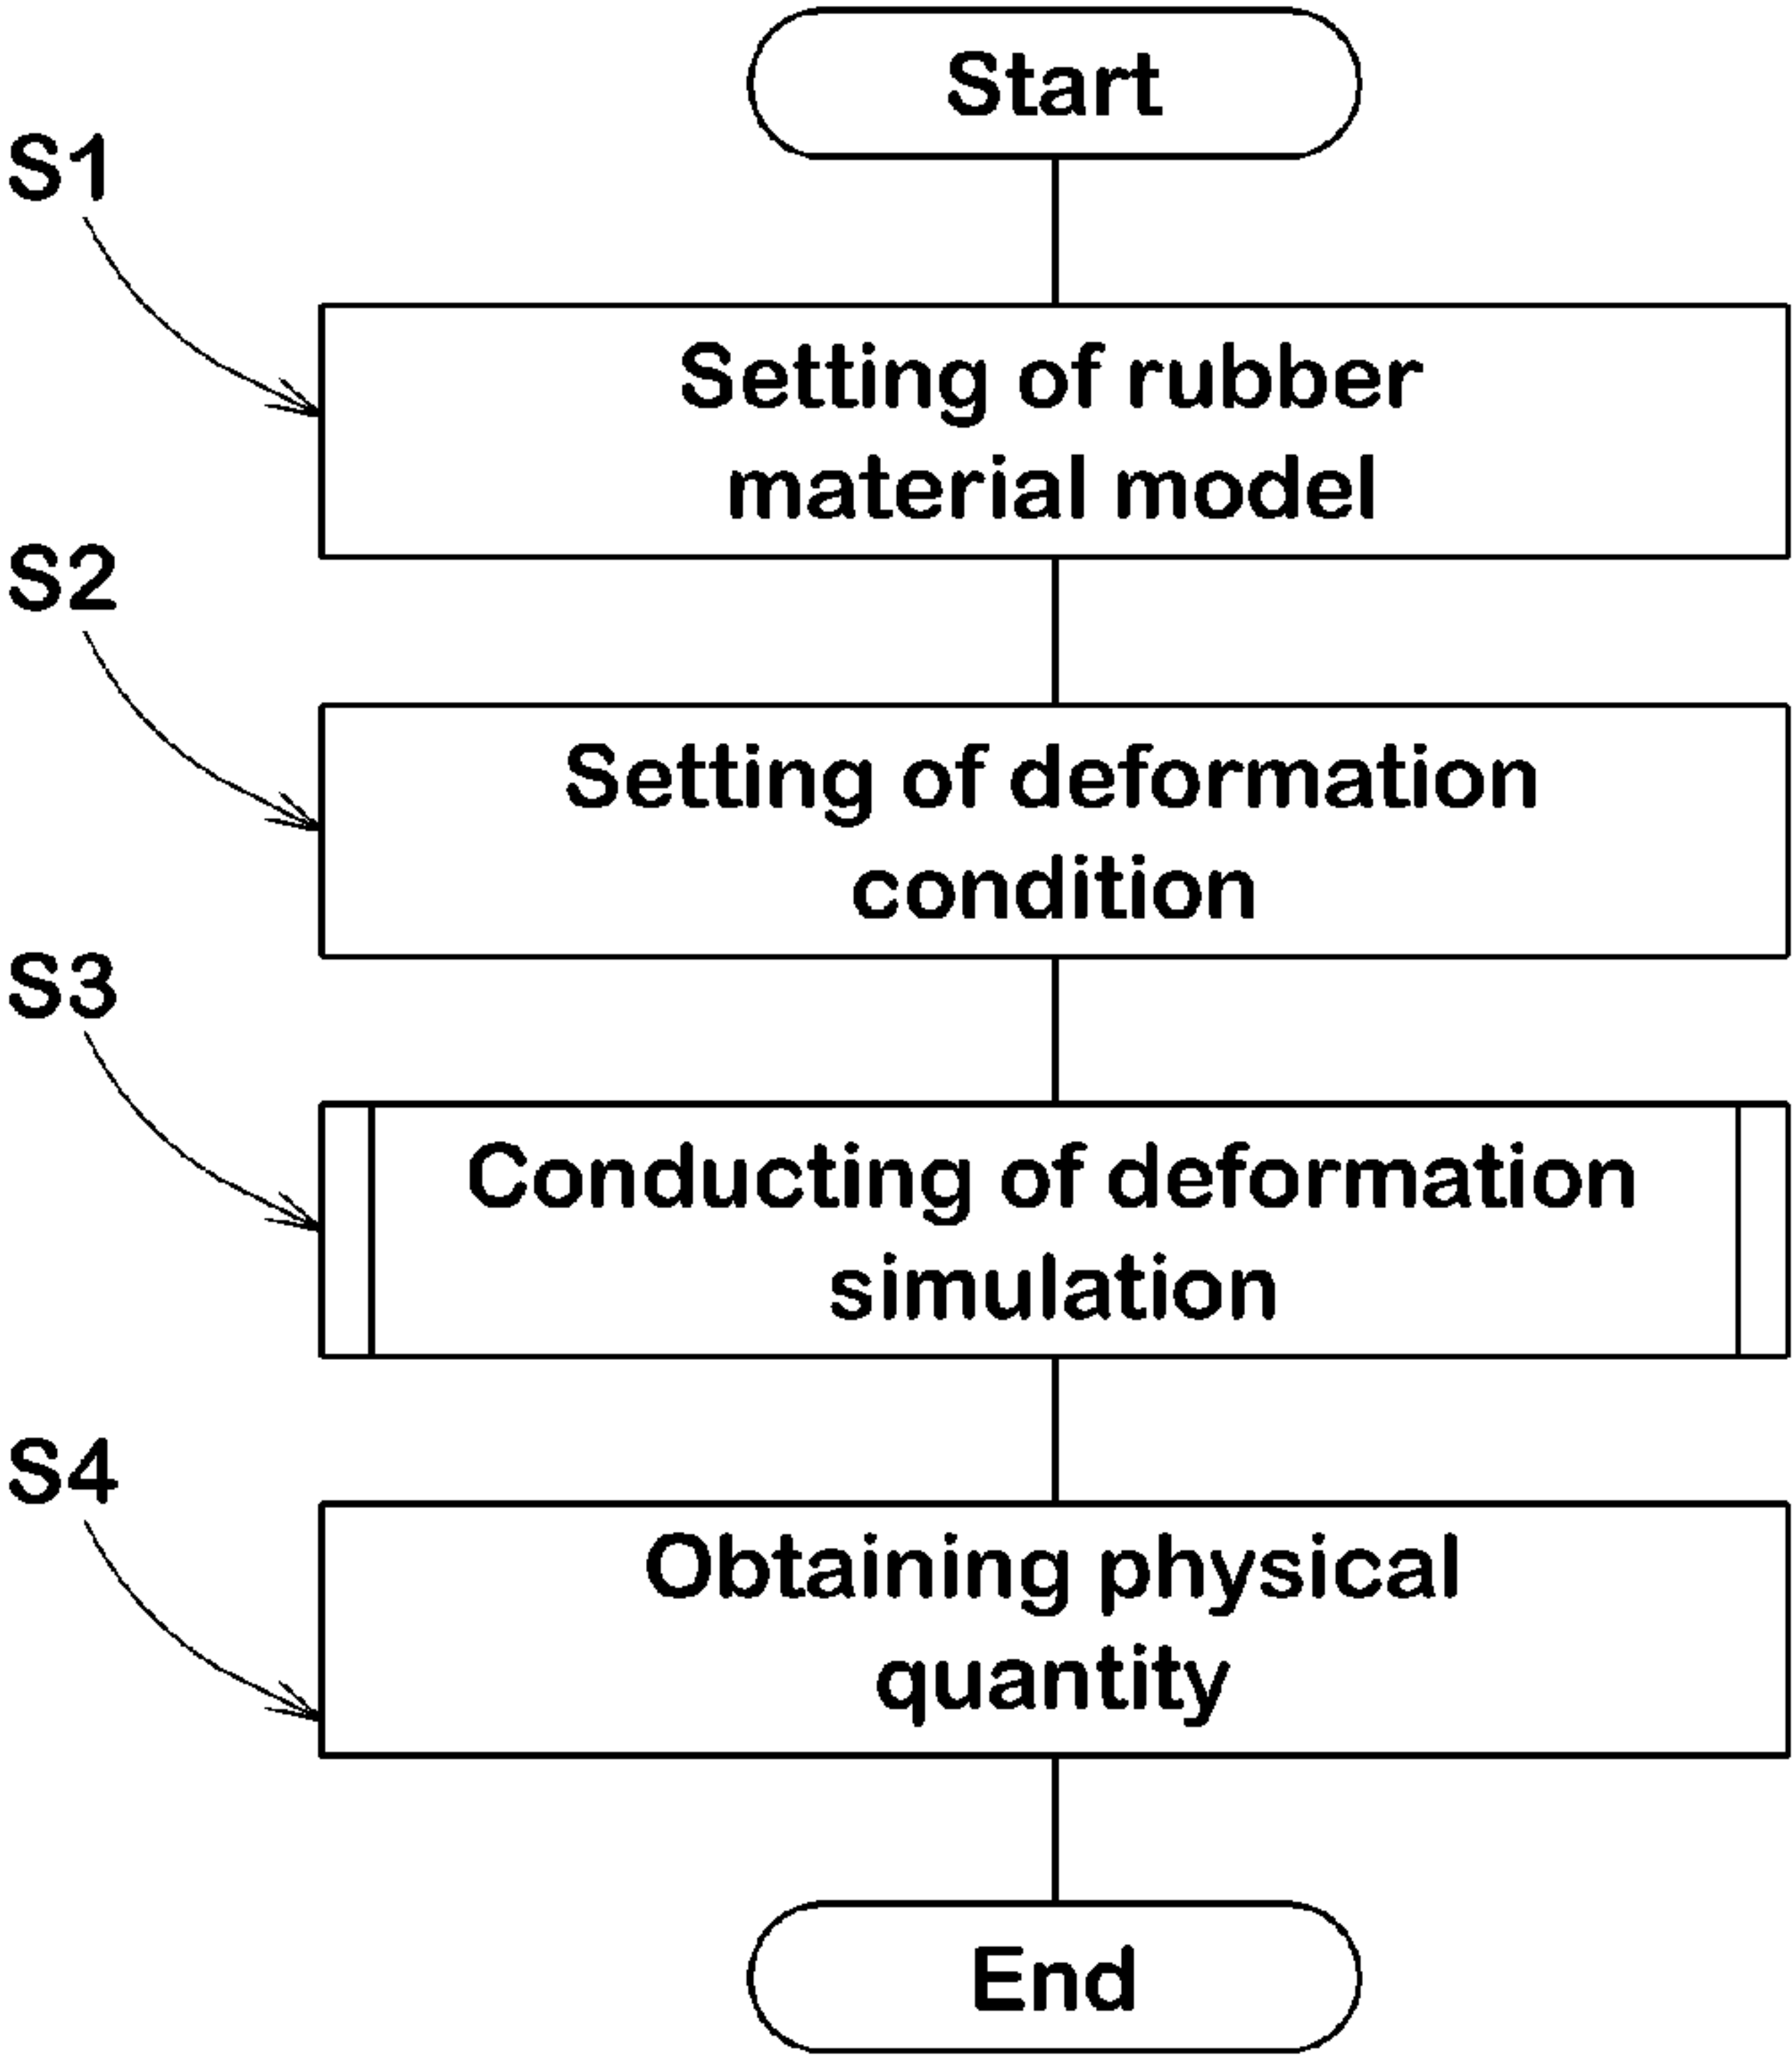 Start
S1
Setting of rubber
material model
S2
Setting of deformation
condition
S3
Conducting of deformation
simulation
S4
Obtaining physical
quantity
End